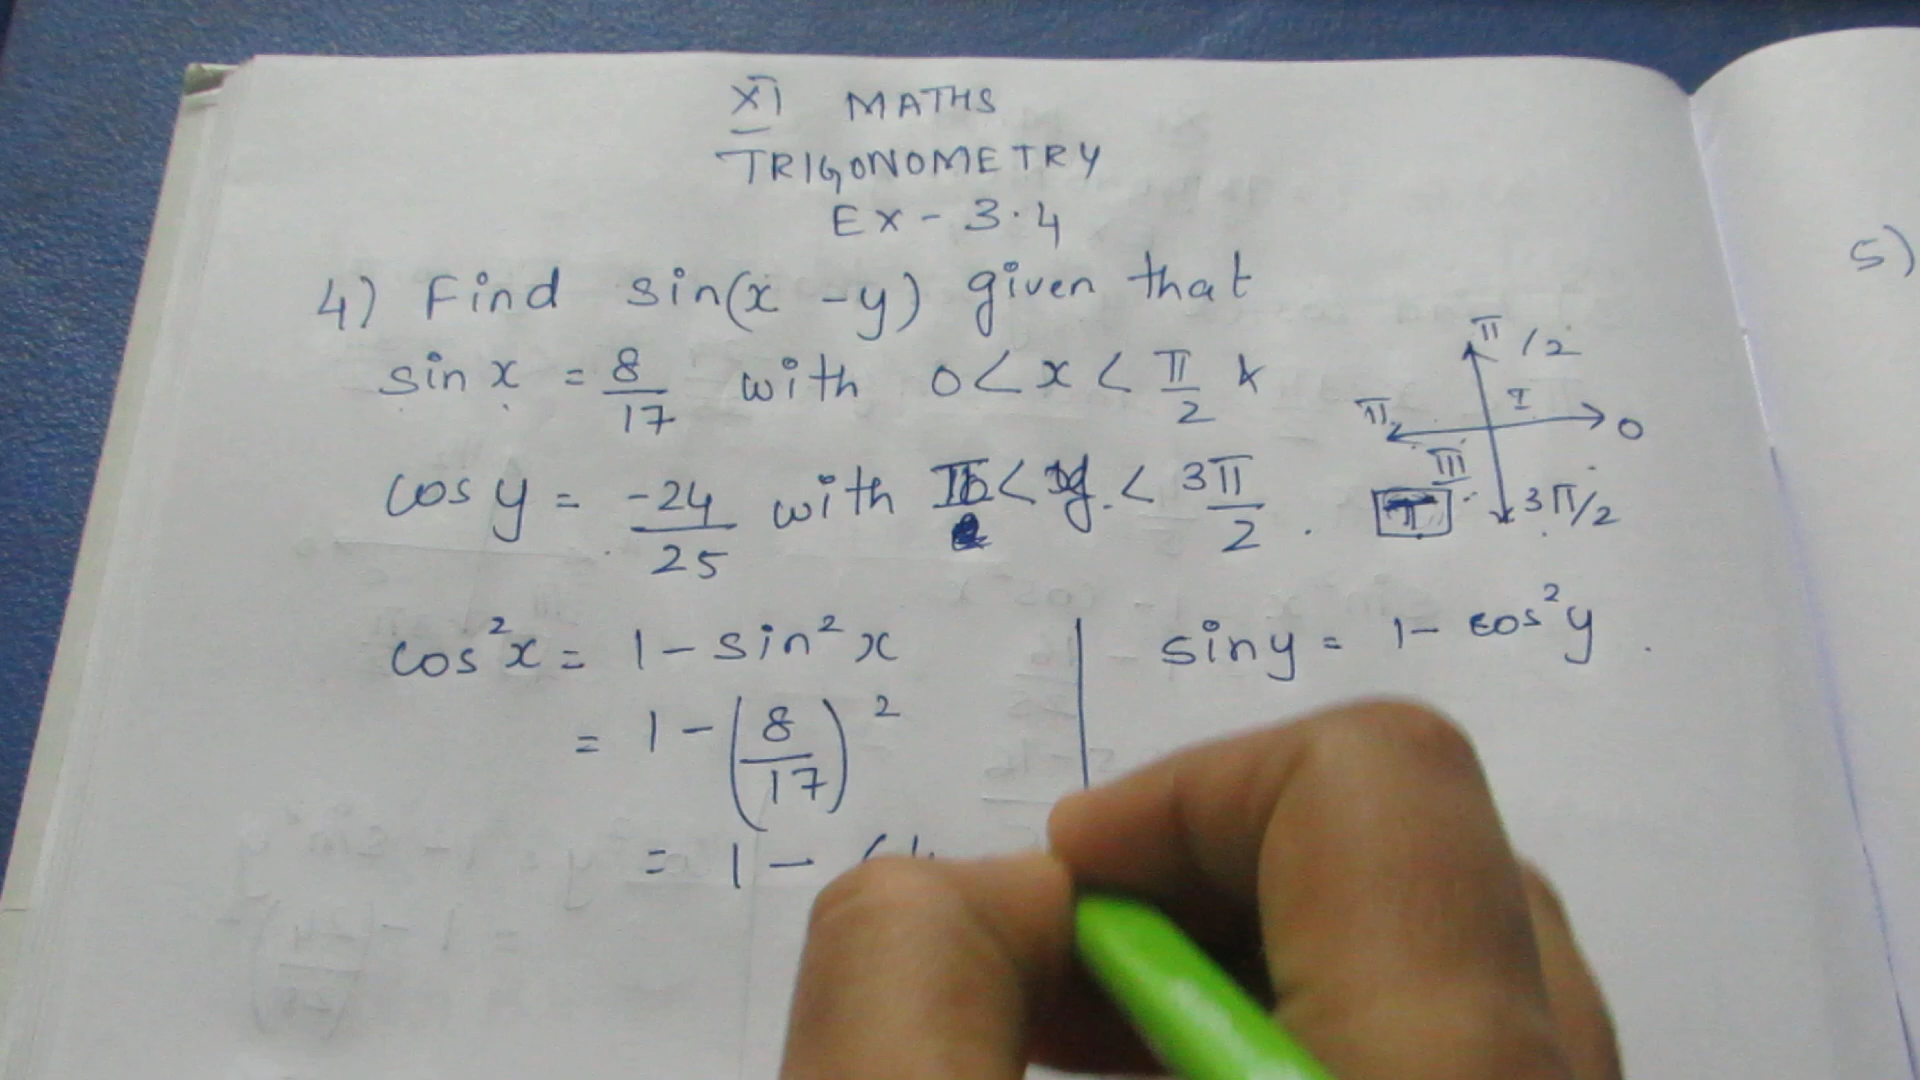 XI MATHS
TRIGONOMETRY
EX - 3.4
4) Find sin(x - y) given that
sin x = 8/17 with 0 < x < π/2 &
cos y = -24/25 with π < y < 3π/2 .
π/2
I
π
0
III
3π/2
cos²x = 1 - sin²x
= 1 - (8/17)²
= 1 -
siny = 1 - cos²y .
5)